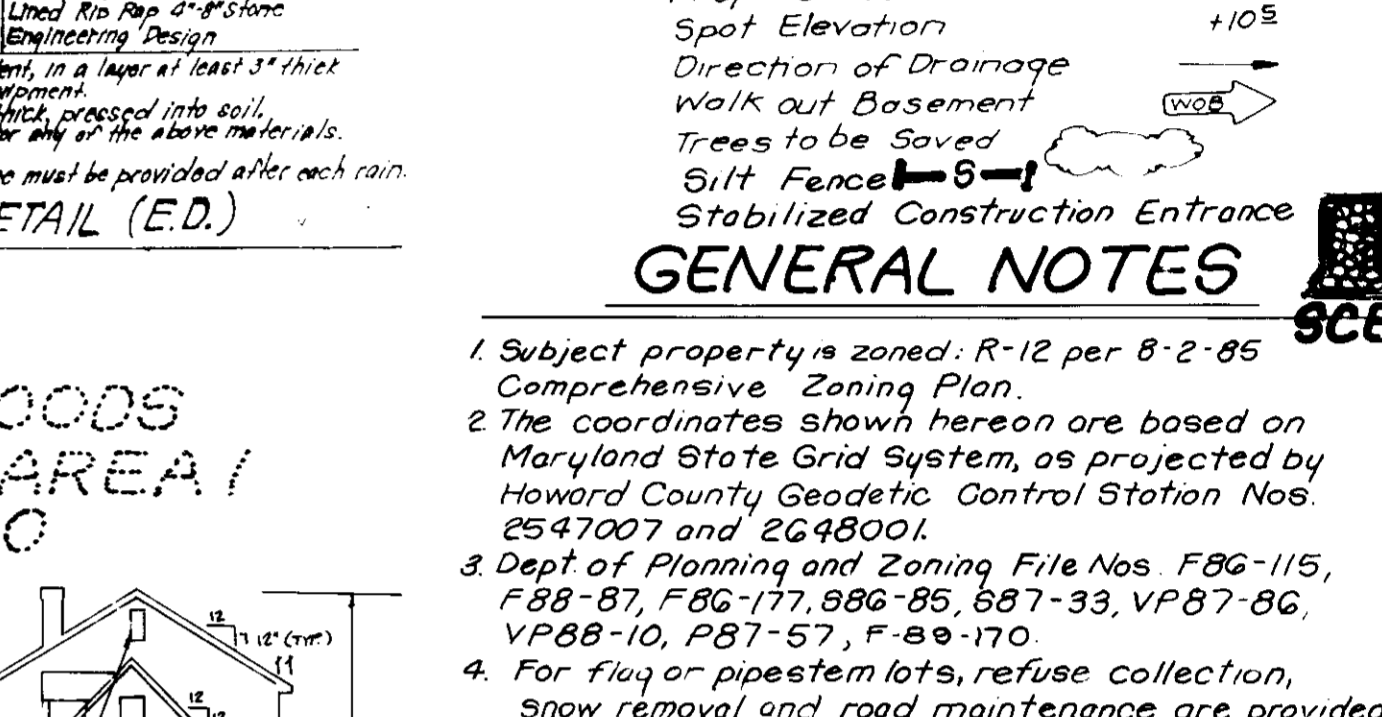 Lined Rip Rap 4"-8" Stone
Engineering Design
ent, in a layer at least 3" thick
wpment.
thick, pressed into soil.
or any of the above materials.
e must be provided after each rain.
ETAIL (E.D.)
Spot Elevation +10 5
Direction of Drainage
Walk out Basement WOB
Trees to be Saved
Silt Fence S
Stabilized Construction Entrance
SCE
GENERAL NOTES
1. Subject property is zoned: R-12 per 8-2-85
Comprehensive Zoning Plan.
2. The coordinates shown hereon are based on
Maryland State Grid System, as projected by
Howard County Geodetic Control Station Nos.
2547007 and 2648001.
3. Dept. of Planning and Zoning File Nos. F86-115,
F88-87, F86-177, S86-85, S87-33, VP87-86,
VP88-10, P87-57, F-89-170.
4. For flag or pipestem lots, refuse collection,
snow removal and road maintenance are provided
OODS
AREA 1
O
12
12" (TYP.)
12
12